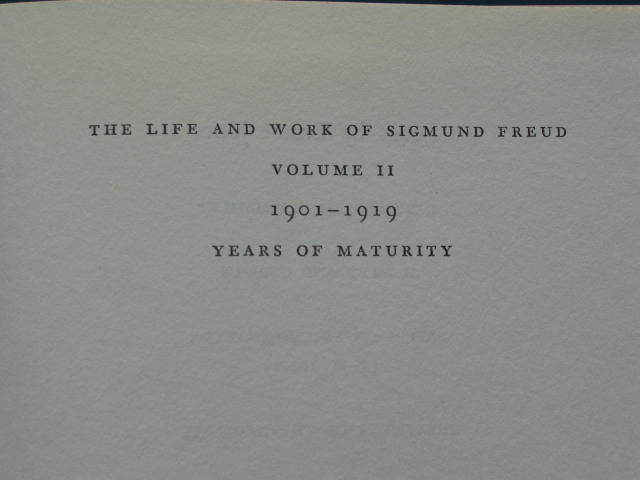 THE LIFE AND WORK OF SIGMUND FREUD
VOLUME II
1901–1919
YEARS OF MATURITY